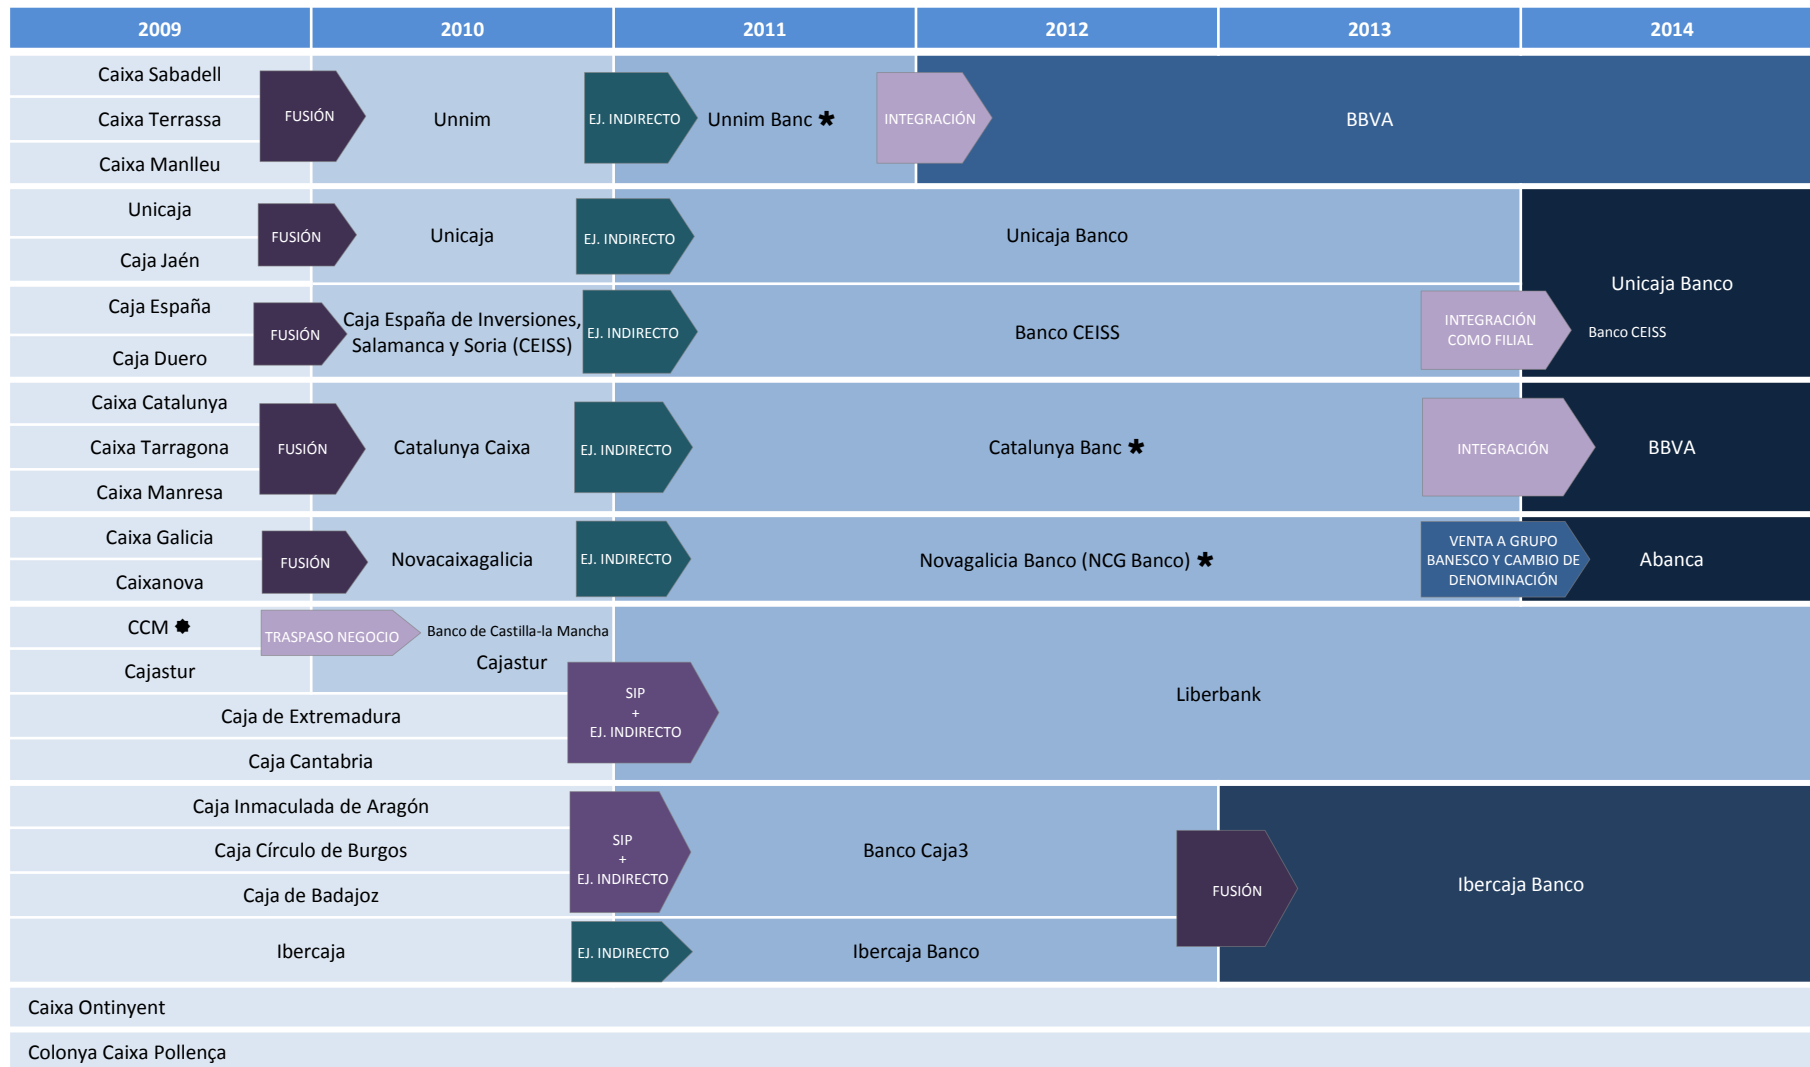 2009 2010 2011 2012 2013 2014
Caixa Sabadell
Caixa Terrassa
Caixa Manlleu
FUSIÓN
Unnim
EJ. INDIRECTO
Unnim Banc *
INTEGRACIÓN
BBVA
Unicaja
Caja Jaén
FUSIÓN
Unicaja
EJ. INDIRECTO
Unicaja Banco
Caja España
Caja Duero
FUSIÓN
Caja España de Inversiones,
Salamanca y Soria (CEISS)
EJ. INDIRECTO
Banco CEISS
INTEGRACIÓN
COMO FILIAL
Unicaja Banco
Banco CEISS
Caixa Catalunya
Caixa Tarragona
Caixa Manresa
FUSIÓN
Catalunya Caixa
EJ. INDIRECTO
Catalunya Banc *
INTEGRACIÓN
BBVA
Caixa Galicia
Caixanova
FUSIÓN
Novacaixagalicia
EJ. INDIRECTO
Novagalicia Banco (NCG Banco) *
VENTA A GRUPO
BANESCO Y CAMBIO DE
DENOMINACIÓN
Abanca
CCM
Cajastur
TRASPASO NEGOCIO
Banco de Castilla-la Mancha
Cajastur
Caja de Extremadura
Caja Cantabria
SIP
+
EJ. INDIRECTO
Liberbank
Caja Inmaculada de Aragón
Caja Círculo de Burgos
Caja de Badajoz
SIP
+
EJ. INDIRECTO
Banco Caja3
Ibercaja
EJ. INDIRECTO
Ibercaja Banco
FUSIÓN
Ibercaja Banco
Caixa Ontinyent
Colonya Caixa Pollença